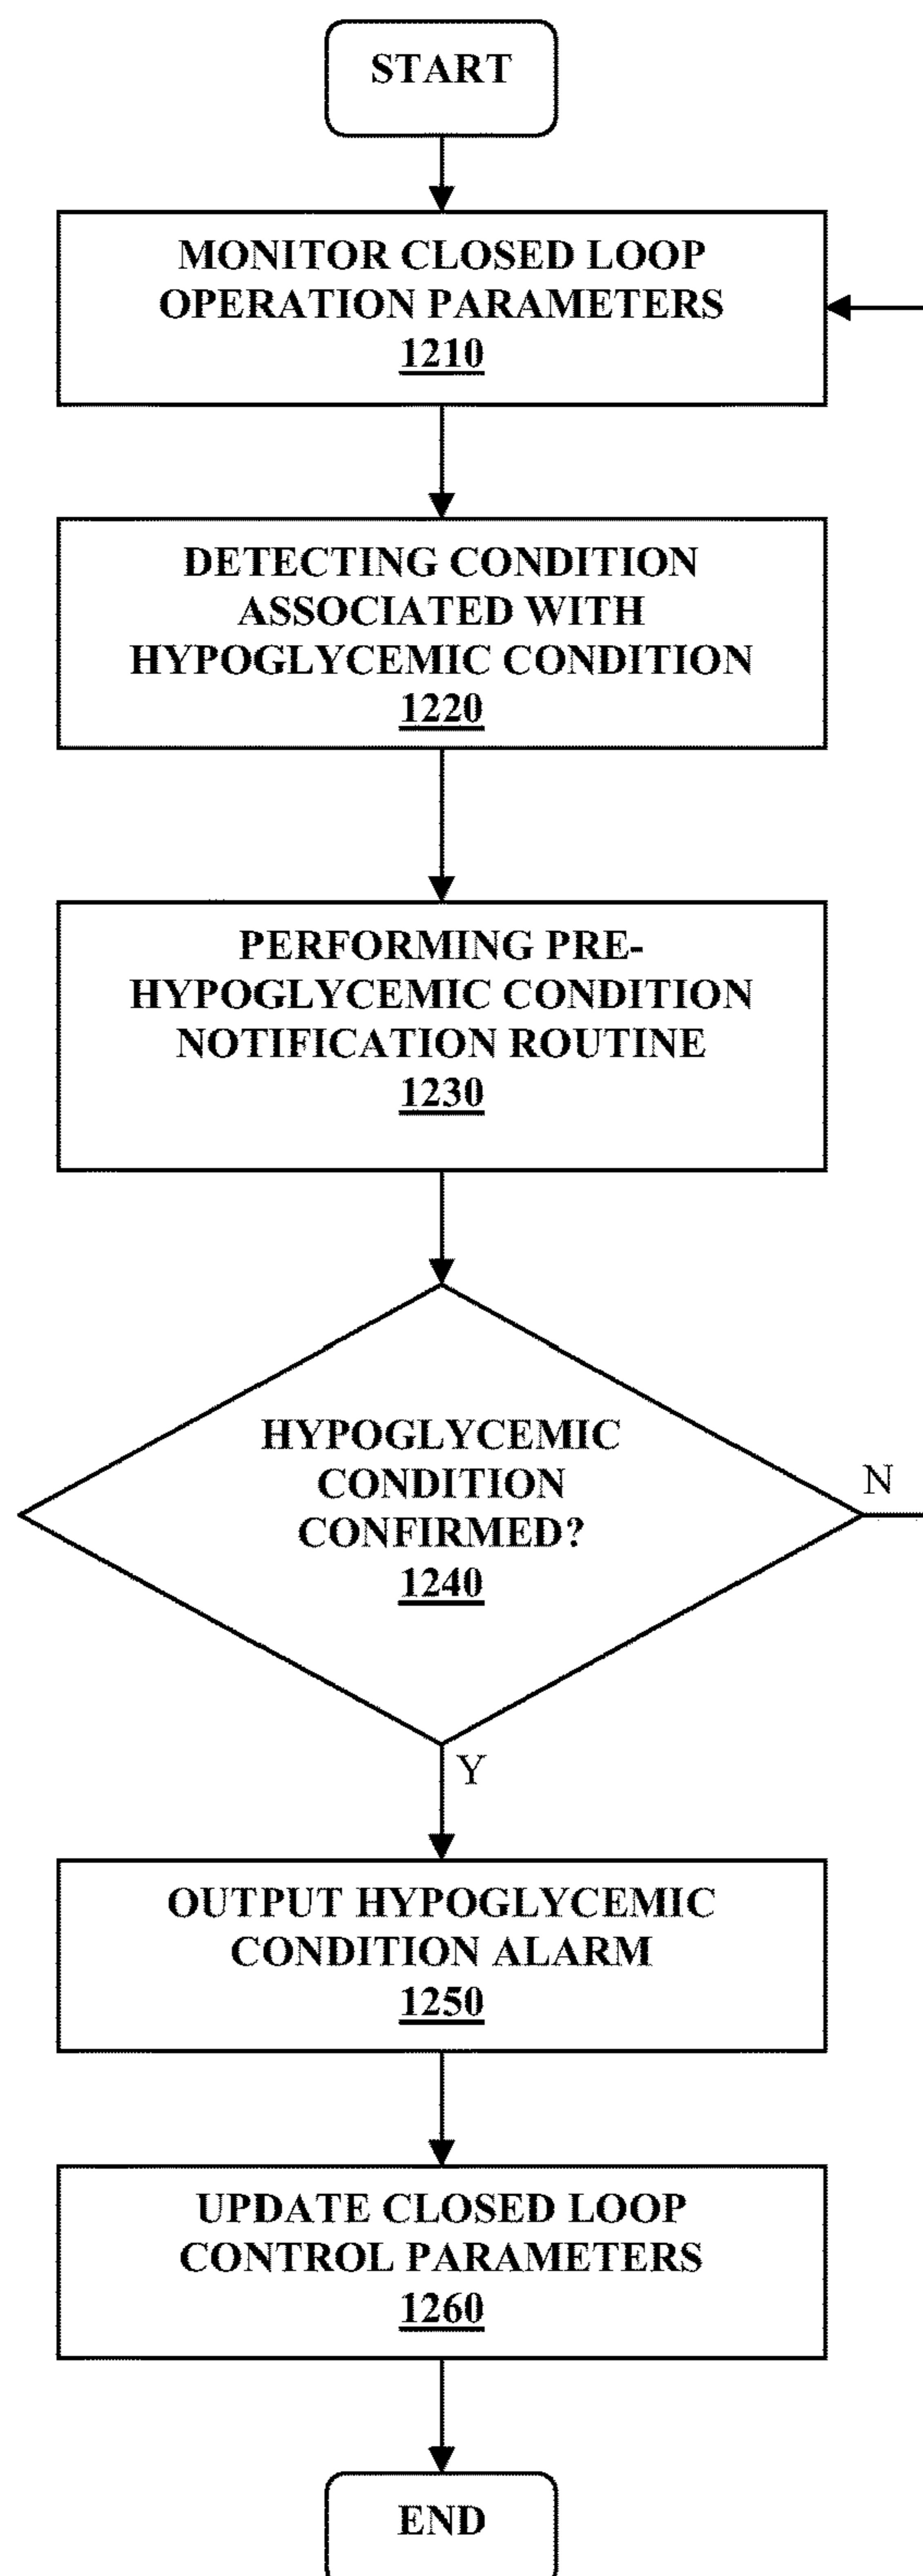 START
MONITOR CLOSED LOOP
OPERATION PARAMETERS
1210
DETECTING CONDITION
ASSOCIATED WITH
HYPOGLYCEMIC CONDITION
1220
PERFORMING PRE-
HYPOGLYCEMIC CONDITION
NOTIFICATION ROUTINE
1230
HYPOGLYCEMIC
CONDITION
CONFIRMED?
1240
N
Y
OUTPUT HYPOGLYCEMIC
CONDITION ALARM
1250
UPDATE CLOSED LOOP
CONTROL PARAMETERS
1260
END